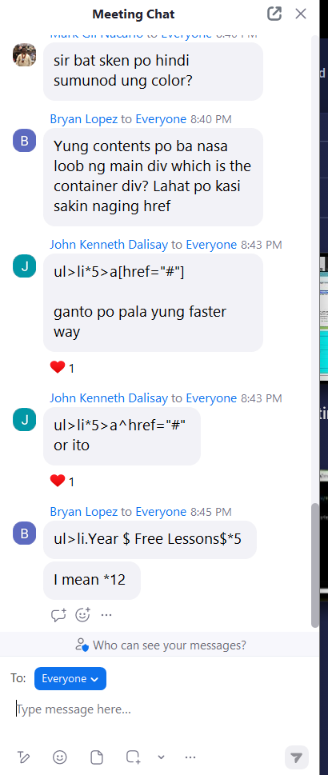 Meeting Chat
Mark Gil Nacario to Everyone 8:40 PM
sir bat sken po hindi
sumunod ung color?
Bryan Lopez to Everyone 8:40 PM
B
Yung contents po ba nasa
loob ng main div which is the
container div? Lahat po kasi
sakin naging href
John Kenneth Dalisay to Everyone 8:43 PM
J
ul>li*5>a[href="#"]
ganto po pala yung faster
way
1
John Kenneth Dalisay to Everyone 8:43 PM
J
ul>li*5>a^href="#"
or ito
1
Bryan Lopez to Everyone 8:45 PM
B
ul>li.Year $ Free Lessons$*5
I mean *12
Who can see your messages?
To: Everyone
Type message here...